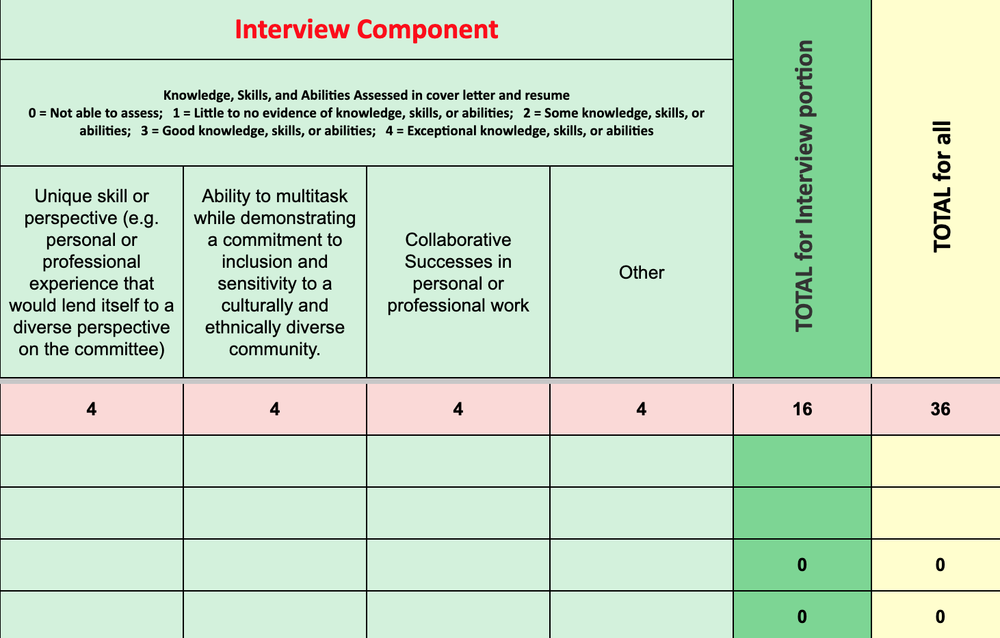 Interview Component
Knowledge, Skills, and Abilities Assessed in cover letter and resume
0 = Not able to assess;   1 = Little to no evidence of knowledge, skills, or abilities;   2 = Some knowledge, skills, or
abilities;   3 = Good knowledge, skills, or abilities;   4 = Exceptional knowledge, skills, or abilities
Unique skill or
perspective (e.g.
personal or
professional
experience that
would lend itself to a
diverse perspective
on the committee)
Ability to multitask
while demonstrating
a commitment to
inclusion and
sensitivity to a
culturally and
ethnically diverse
community.
Collaborative
Successes in
personal or
professional work
Other
TOTAL for Interview portion
TOTAL for all
4 4 4 4 16 36
0 0
0 0